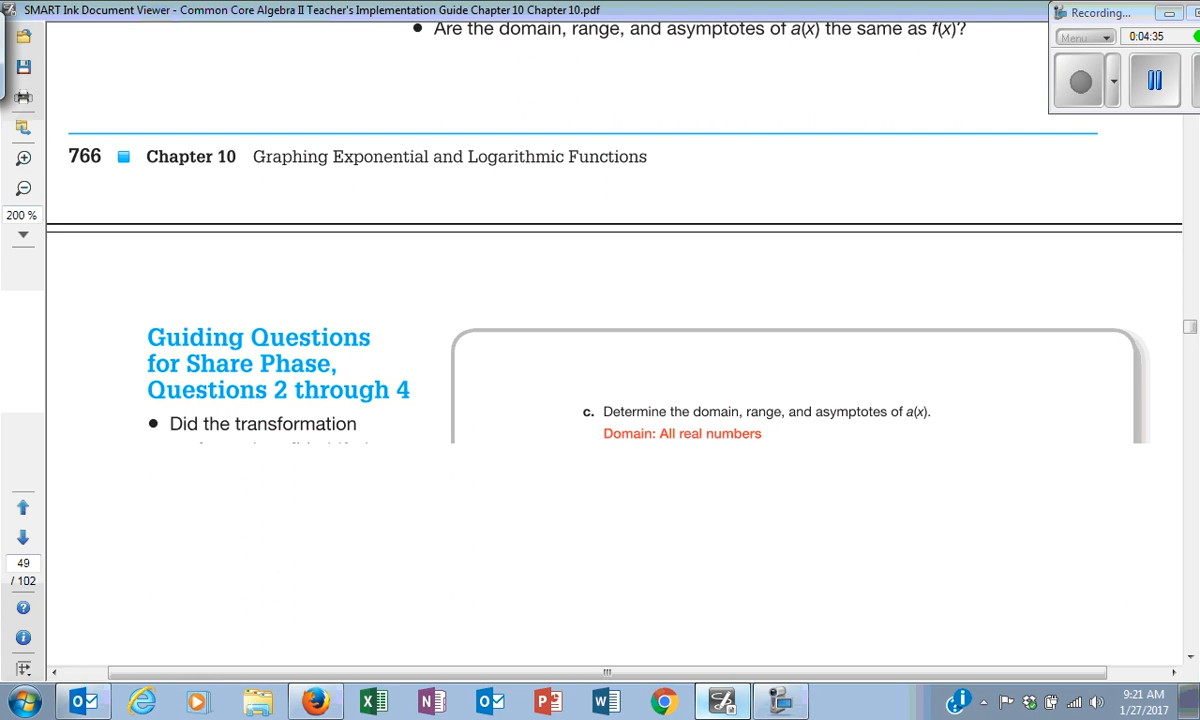 SMART Ink Document Viewer - Common Core Algebra II Teacher's Implementation Guide Chapter 10 Chapter 10.pdf
Recording...
Menu
0:04:35
• Are the domain, range, and asymptotes of a(x) the same as f(x)?
766 Chapter 10 Graphing Exponential and Logarithmic Functions
200 %
Guiding Questions
for Share Phase,
Questions 2 through 4
• Did the transformation
c. Determine the domain, range, and asymptotes of a(x).
Domain: All real numbers
49
/ 102
9:21 AM
1/27/2017